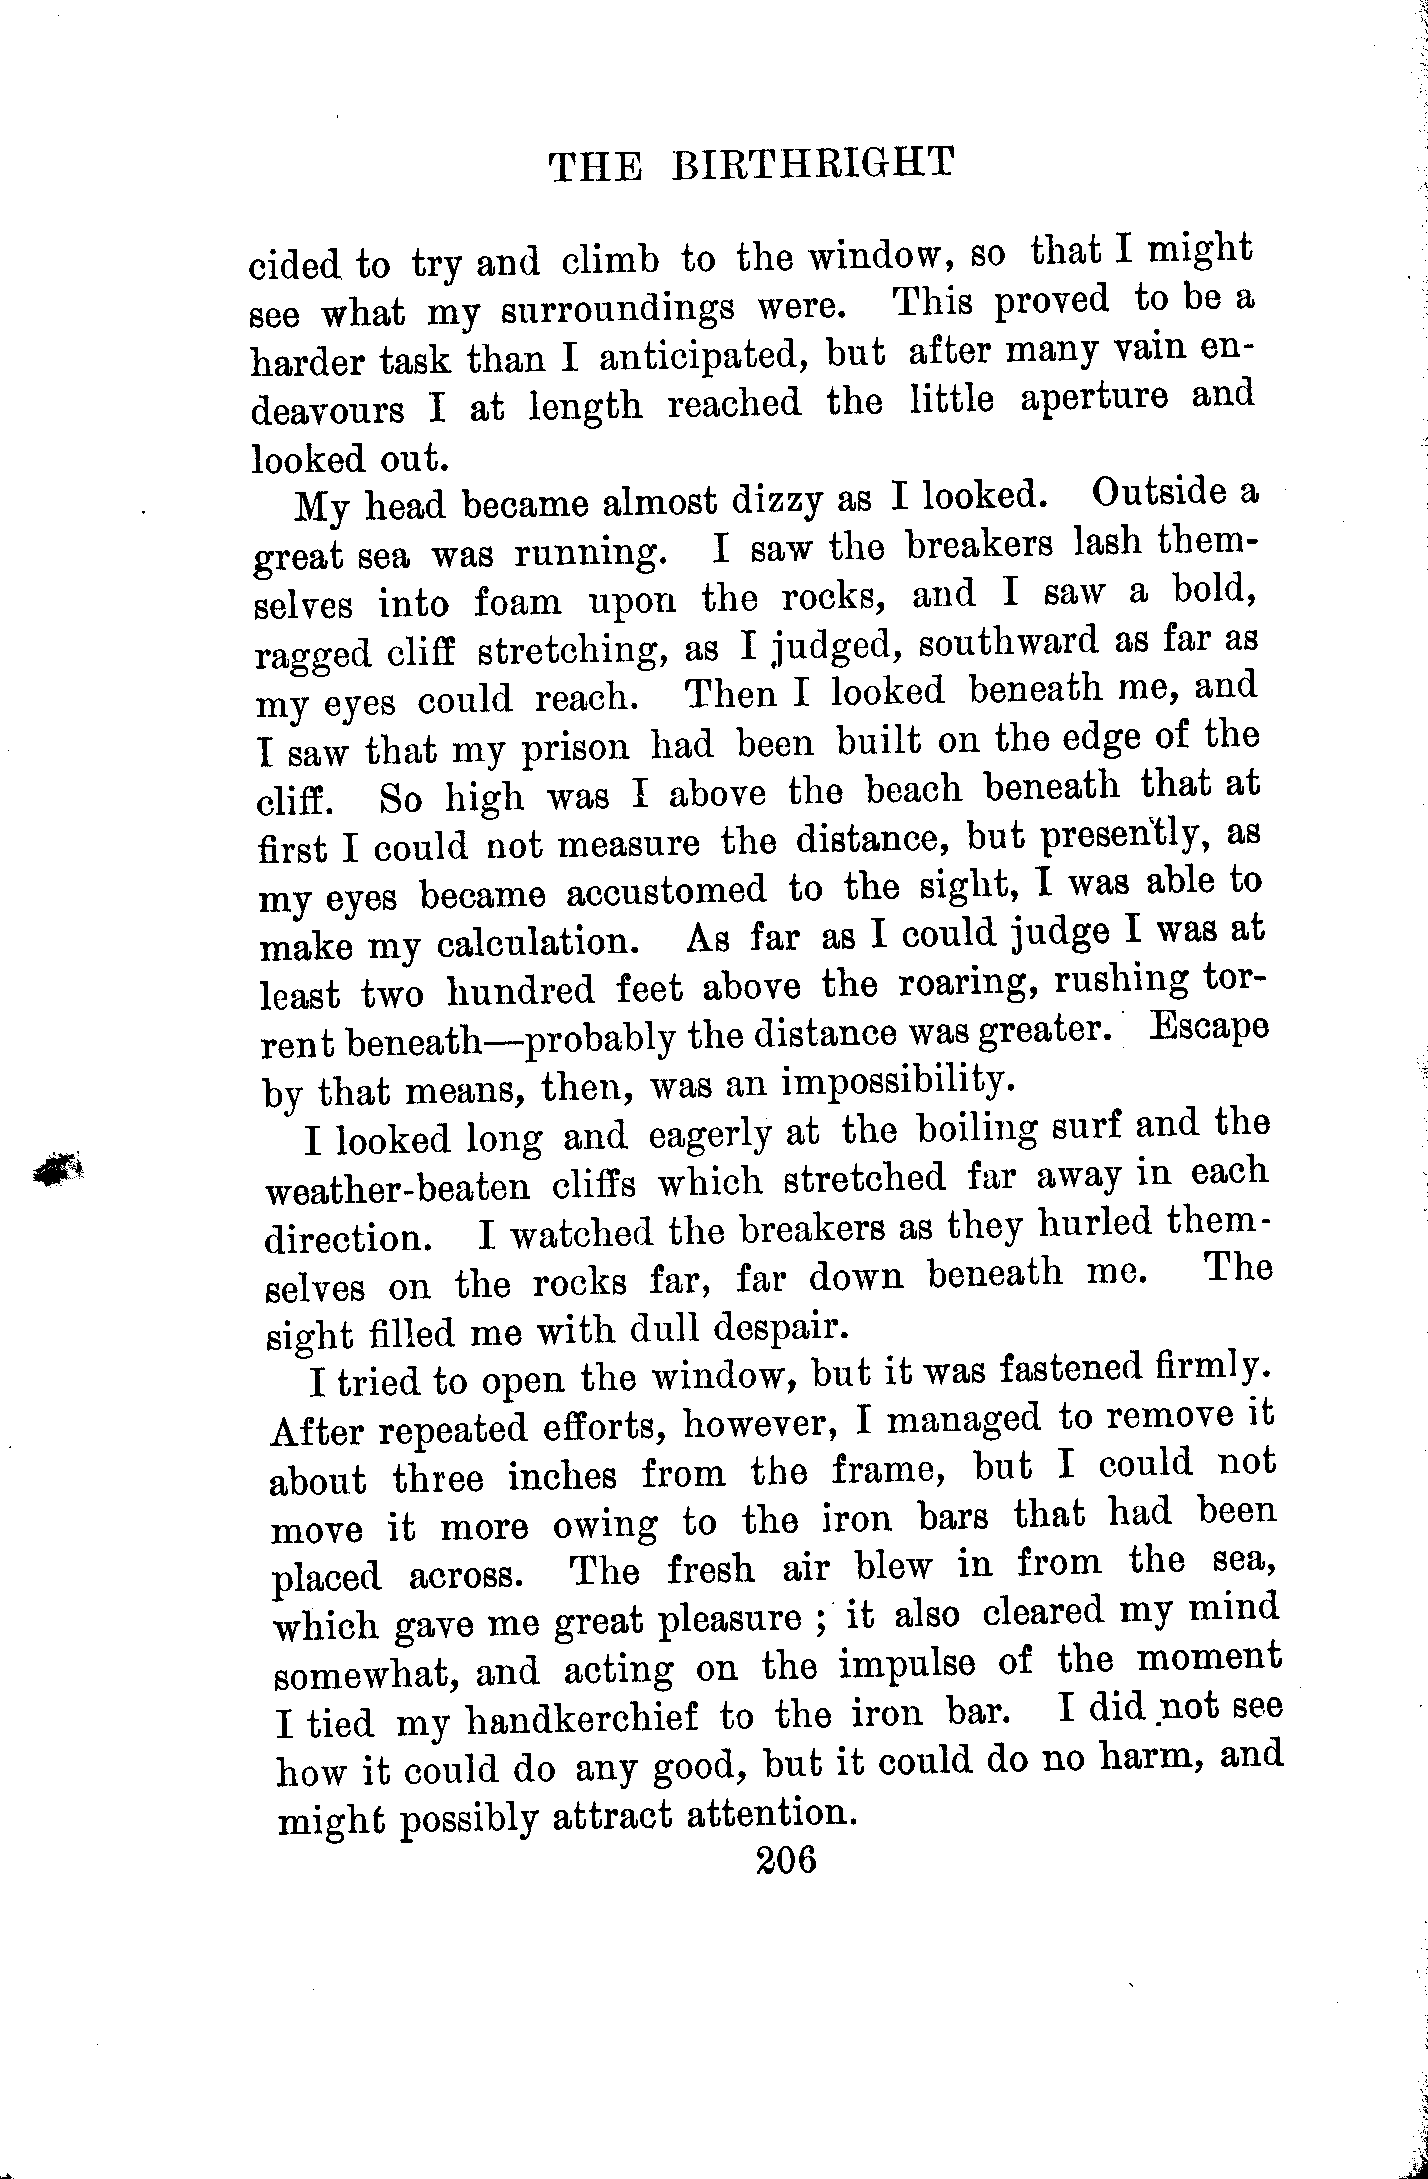 THE BIRTHRIGHT
cided to try and climb to the window, so that I might
see what my surroundings were. This proved to be a
harder task than I anticipated, but after many vain en-
deavours I at length reached the little aperture and
looked out.
My head became almost dizzy as I looked. Outside a
great sea was running. I saw the breakers lash them-
selves into foam upon the rocks, and I saw a bold,
ragged cliff stretching, as I judged, southward as far as
my eyes could reach. Then I looked beneath me, and
I saw that my prison had been built on the edge of the
cliff. So high was I above the beach beneath that at
first I could not measure the distance, but presently, as
my eyes became accustomed to the sight, I was able to
make my calculation. As far as I could judge I was at
least two hundred feet above the roaring, rushing tor-
rent beneath—probably the distance was greater. Escape
by that means, then, was an impossibility.
I looked long and eagerly at the boiling surf and the
weather-beaten cliffs which stretched far away in each
direction. I watched the breakers as they hurled them-
selves on the rocks far, far down beneath me. The
sight filled me with dull despair.
I tried to open the window, but it was fastened firmly.
After repeated efforts, however, I managed to remove it
about three inches from the frame, but I could not
move it more owing to the iron bars that had been
placed across. The fresh air blew in from the sea,
which gave me great pleasure ; it also cleared my mind
somewhat, and acting on the impulse of the moment
I tied my handkerchief to the iron bar. I did not see
how it could do any good, but it could do no harm, and
might possibly attract attention.
206